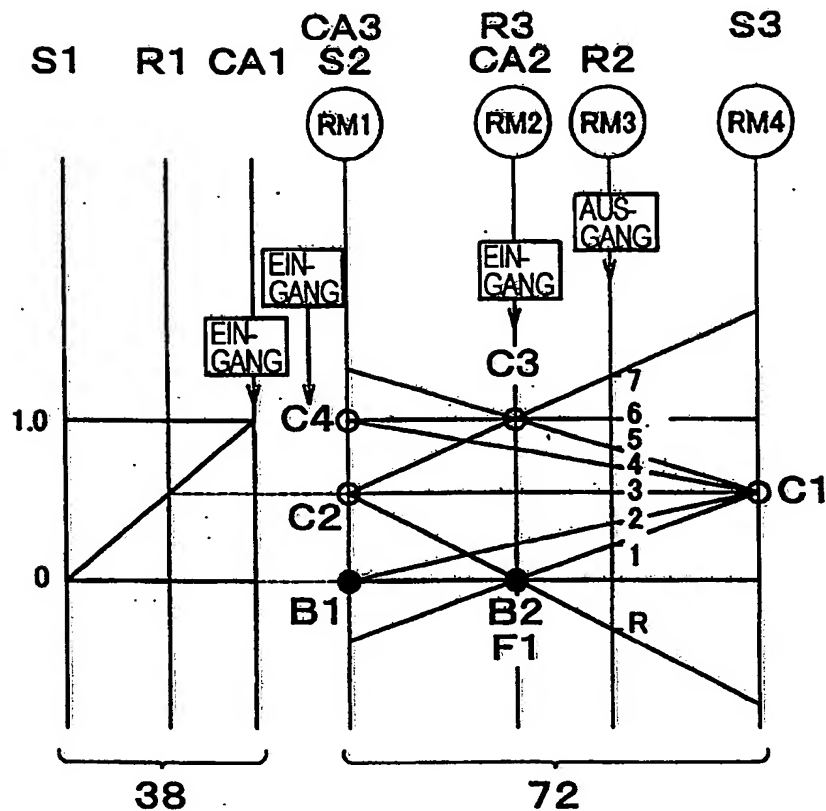 CA3 R3 S3
S1 R1 CA1 S2 CA2 R2
RM1 RM2 RM3 RM4
AUS-
GANG
EIN-
GANG
EIN-
GANG
EIN-
GANG
C3
7
1.0 C4 6
5
4
C2 3 C1
2
1
0
B1 B2 R
F1
38 72